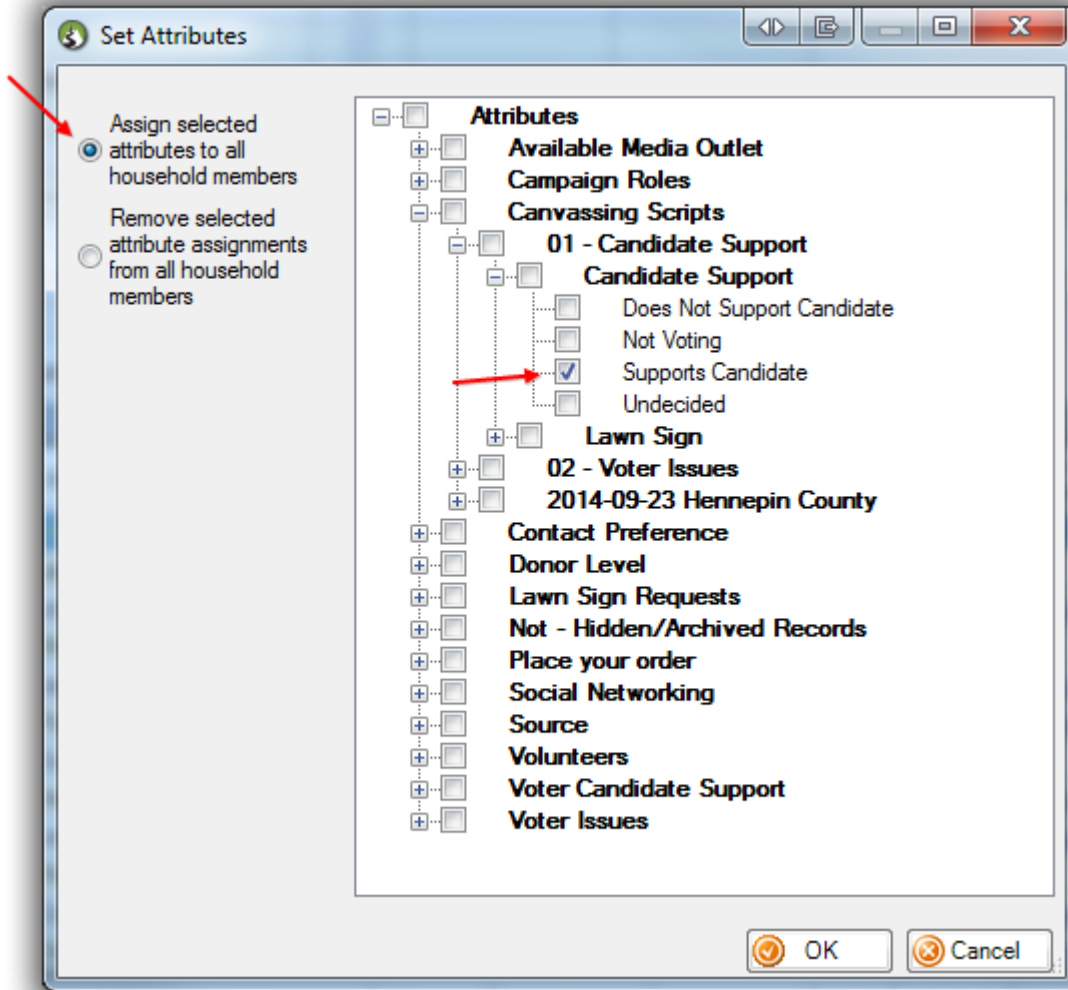 Set Attributes
Assign selected
attributes to all
household members
Remove selected
attribute assignments
from all household
members
Attributes
Available Media Outlet
Campaign Roles
Canvassing Scripts
01 - Candidate Support
Candidate Support
Does Not Support Candidate
Not Voting
Supports Candidate
Undecided
Lawn Sign
02 - Voter Issues
2014-09-23 Hennepin County
Contact Preference
Donor Level
Lawn Sign Requests
Not - Hidden/Archived Records
Place your order
Social Networking
Source
Volunteers
Voter Candidate Support
Voter Issues
OK
Cancel